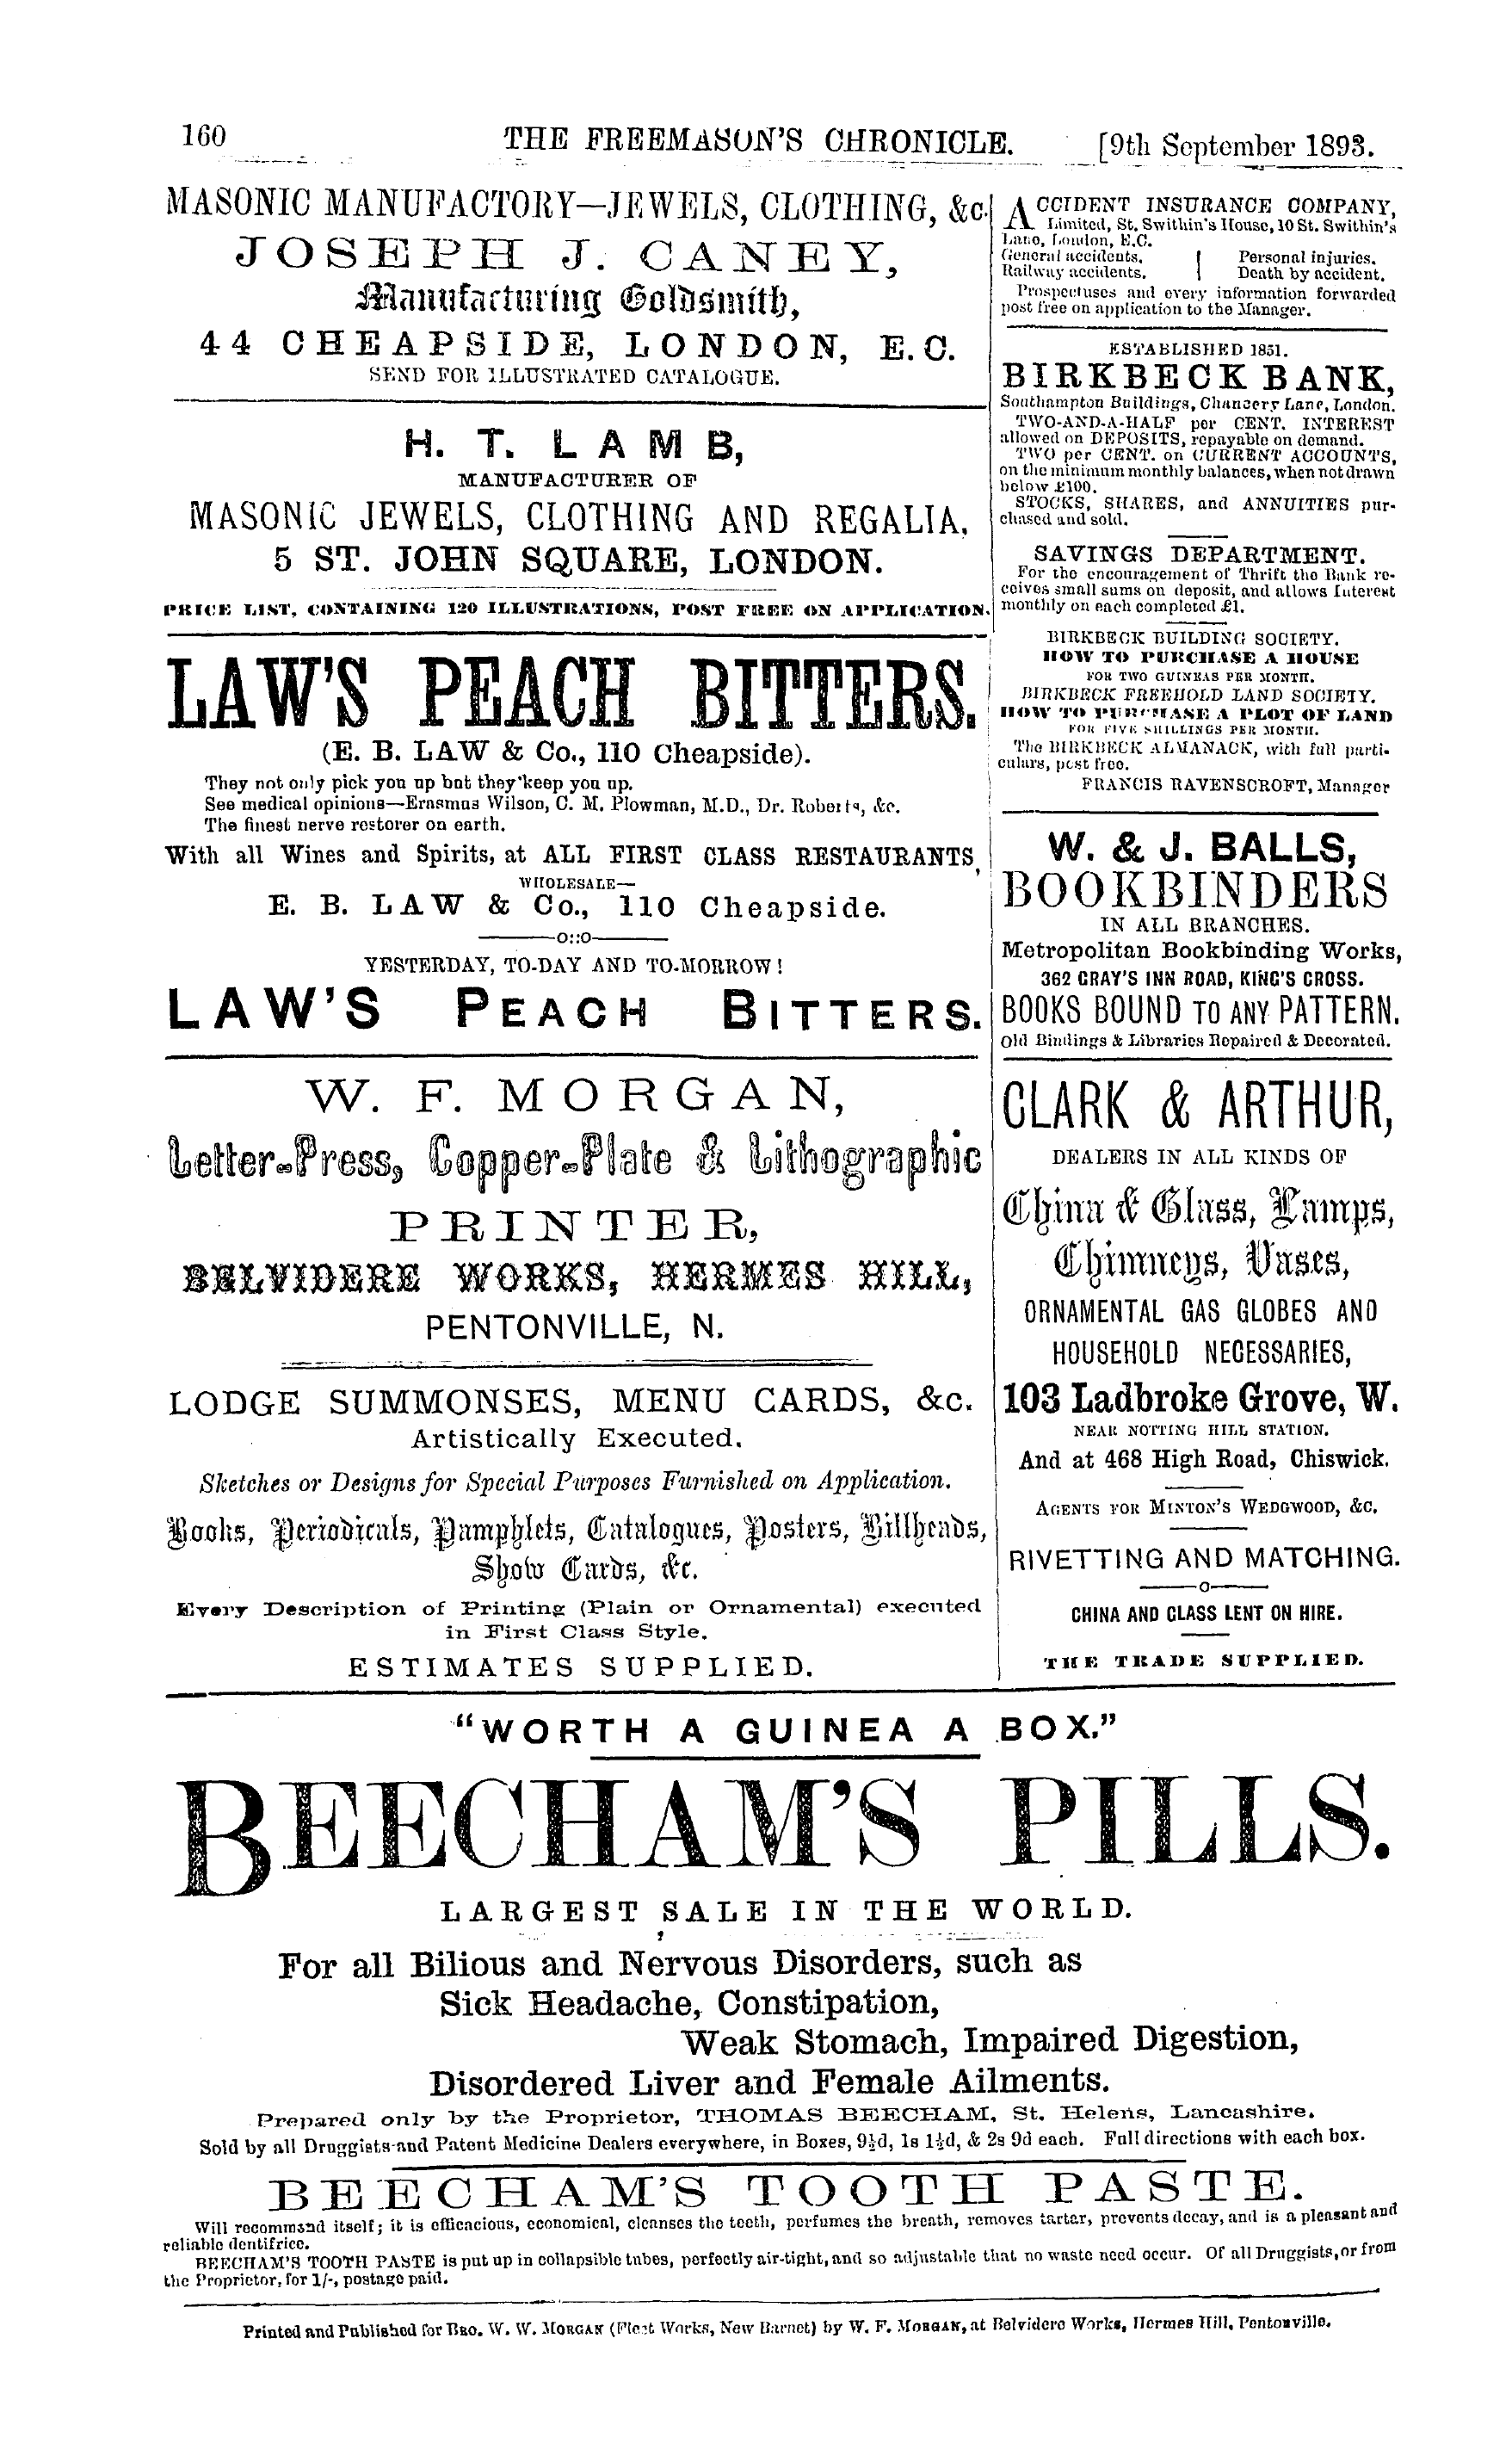 160 THE FREEMASON'S CHRONICLE. [9th September 1893.
MASONIC MANUFACTORY—JEWELS, CLOTHING, &c.
JOSEPH J. CANEY,
Manufacturing Goldsmith,
44 CHEAPSIDE, LONDON, E.C.
SEND FOR ILLUSTRATED CATALOGUE.
H. T. LAMB,
MANUFACTURER OF
MASONIC JEWELS, CLOTHING AND REGALIA,
5 ST. JOHN SQUARE, LONDON.
PRICE LIST, CONTAINING 120 ILLUSTRATIONS, POST FREE ON APPLICATION.
LAW'S PEACH BITTERS.
(E. B. LAW & Co., 110 Cheapside).
They not only pick you up but they keep you up.
See medical opinions—Erasmus Wilson, C. M. Plowman, M.D., Dr. Roberts, &c.
The finest nerve restorer on earth.
With all Wines and Spirits, at ALL FIRST CLASS RESTAURANTS,
WHOLESALE—
E. B. LAW & Co., 110 Cheapside.
—o::o—
YESTERDAY, TO-DAY AND TO-MORROW!
LAW'S PEACH BITTERS.
W. F. MORGAN,
Letter-Press, Copper-Plate & Lithographic
PRINTER,
BELVIDERE WORKS, HERMES HILL,
PENTONVILLE, N.
LODGE SUMMONSES, MENU CARDS, &c.
Artistically Executed.
Sketches or Designs for Special Purposes Furnished on Application.
Books, Periodicals, Pamphlets, Catalogues, Posters, Billheads,
Show Cards, &c.
Every Description of Printing (Plain or Ornamental) executed
in First Class Style.
ESTIMATES SUPPLIED.
ACCIDENT INSURANCE COMPANY,
Limited, St. Swithin's House, 10 St. Swithin's
Lane, London, E.C.
General accidents. | Personal injuries.
Railway accidents. | Death by accident.
Prospectuses and every information forwarded
post free on application to the Manager.
ESTABLISHED 1851.
BIRKBECK BANK,
Southampton Buildings, Chancery Lane, London.
TWO-AND-A-HALF per CENT. INTEREST
allowed on DEPOSITS, repayable on demand.
TWO per CENT. on CURRENT ACCOUNTS,
on the minimum monthly balances, when not drawn
below £100.
STOCKS, SHARES, and ANNUITIES pur-
chased and sold.
SAVINGS DEPARTMENT.
For the encouragement of Thrift the Bank re-
ceives small sums on deposit, and allows Interest
monthly on each completed £1.
BIRKBECK BUILDING SOCIETY.
HOW TO PURCHASE A HOUSE
FOR TWO GUINEAS PER MONTH.
BIRKBECK FREEHOLD LAND SOCIETY.
HOW TO PURCHASE A PLOT OF LAND
FOR FIVE SHILLINGS PER MONTH.
The BIRKBECK ALMANACK, with full parti-
culars, post free.
FRANCIS RAVENSCROFT, Manager
W. & J. BALLS,
BOOKBINDERS
IN ALL BRANCHES.
Metropolitan Bookbinding Works,
362 GRAY'S INN ROAD, KING'S CROSS.
BOOKS BOUND TO ANY PATTERN.
Old Bindings & Libraries Repaired & Decorated.
CLARK & ARTHUR,
DEALERS IN ALL KINDS OF
China & Glass, Lamps,
Chimneys, Vases,
ORNAMENTAL GAS GLOBES AND
HOUSEHOLD NECESSARIES,
103 Ladbroke Grove, W.
NEAR NOTTING HILL STATION.
And at 468 High Road, Chiswick.
AGENTS FOR MINTON'S WEDGWOOD, &C.
RIVETTING AND MATCHING.
—o—
CHINA AND GLASS LENT ON HIRE.
THE TRADE SUPPLIED.
"WORTH A GUINEA A BOX."
BEECHAM'S PILLS.
LARGEST SALE IN THE WORLD.
For all Bilious and Nervous Disorders, such as
Sick Headache, Constipation,
Weak Stomach, Impaired Digestion,
Disordered Liver and Female Ailments.
Prepared only by the Proprietor, THOMAS BEECHAM, St. Helens, Lancashire.
Sold by all Druggists and Patent Medicine Dealers everywhere, in Boxes, 9½d, 1s 1½d, & 2s 9d each. Full directions with each box.
BEECHAM'S TOOTH PASTE.
Will recommend itself; it is efficacious, economical, cleanses the teeth, perfumes the breath, removes tartar, prevents decay, and is a pleasant and
reliable dentifrice.
BEECHAM'S TOOTH PASTE is put up in collapsible tubes, perfectly air-tight, and so adjustable that no waste need occur. Of all Druggists, or from
the Proprietor, for 1/-, postage paid.
Printed and Published for BRO. W. W. MORGAN (Fleet Works, New Barnet) by W. F. MORGAN, at Belvidere Works, Hermes Hill, Pentonville.